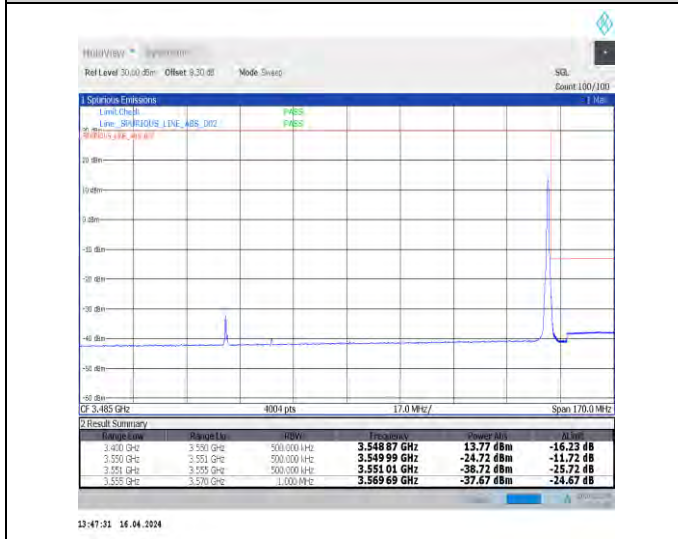 MultiView
Ref Level 30.00 dBm Offset 8.30 dB Mode Sweep SGL
Count 100/100
1 Spurious Emissions
Limit Check PASS
Line _SPURIOUS_LINE_ABS_002 PASS
20 dBm
10 dBm
0 dBm
-10 dBm
-20 dBm
-30 dBm
-40 dBm
-50 dBm
-60 dBm
CF 3.485 GHz 4004 pts 17.0 MHz/ Span 170.0 MHz
2 Result Summary
Range Low Range Up RBW Frequency Power Abs ΔLimit
3.400 GHz 3.550 GHz 500.000 kHz 3.548 87 GHz 13.77 dBm -16.23 dB
3.550 GHz 3.551 GHz 500.000 kHz 3.549 99 GHz -24.72 dBm -11.72 dB
3.551 GHz 3.555 GHz 500.000 kHz 3.551 01 GHz -38.72 dBm -25.72 dB
3.555 GHz 3.570 GHz 1.000 MHz 3.569 69 GHz -37.67 dBm -24.67 dB
13:47:31 16.04.2024